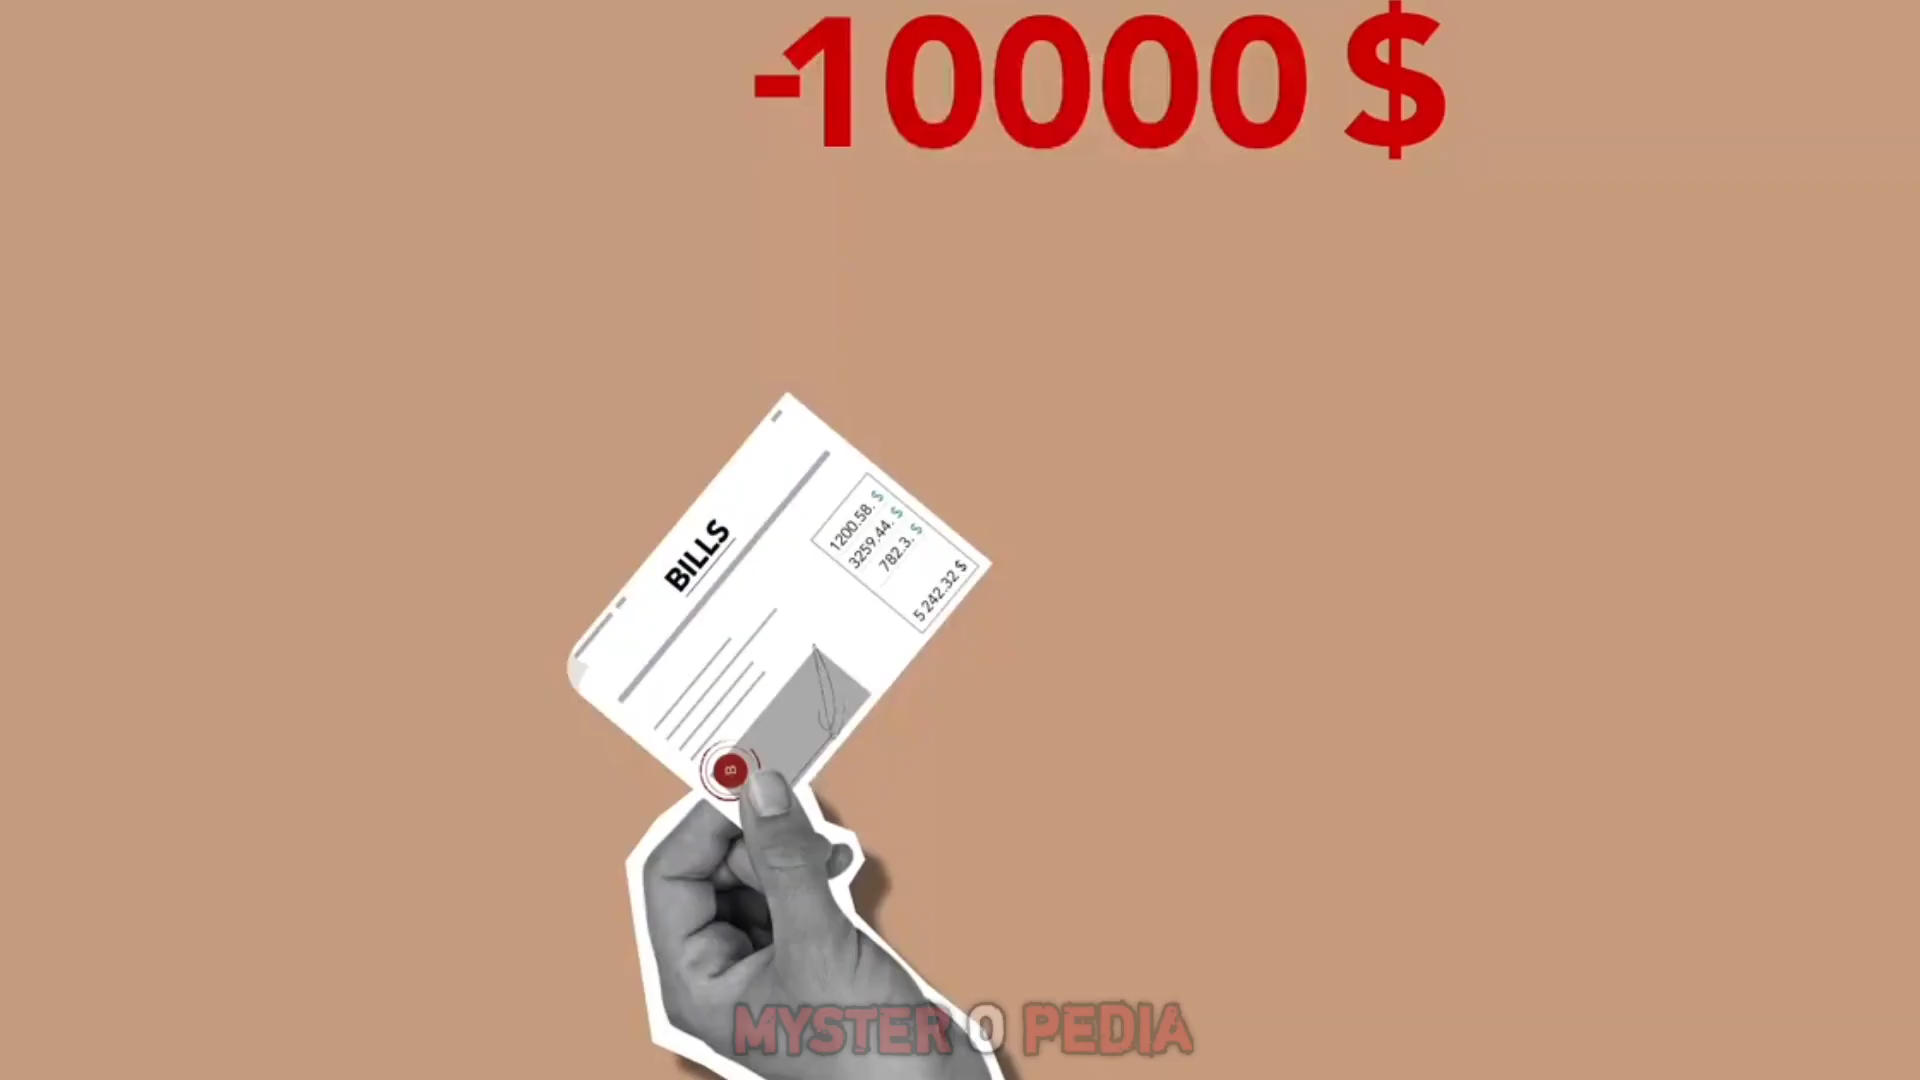 -10000 $
BILLS
1200.58. $
3259.44. $
782.3. $
5 242.32 $
B
MYSTER O PEDIA